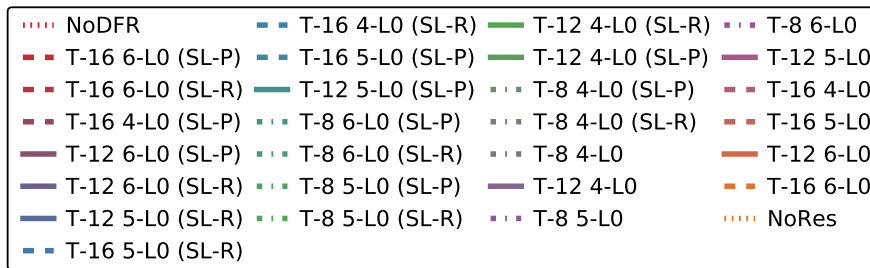 NoDFR
T-16 6-L0 (SL-P)
T-16 6-L0 (SL-R)
T-16 4-L0 (SL-P)
T-12 6-L0 (SL-P)
T-12 6-L0 (SL-R)
T-12 5-L0 (SL-R)
T-16 5-L0 (SL-R)
T-16 4-L0 (SL-R)
T-16 5-L0 (SL-P)
T-12 5-L0 (SL-P)
T-8 6-L0 (SL-P)
T-8 6-L0 (SL-R)
T-8 5-L0 (SL-P)
T-8 5-L0 (SL-R)
T-12 4-L0 (SL-R)
T-12 4-L0 (SL-P)
T-8 4-L0 (SL-P)
T-8 4-L0 (SL-R)
T-8 4-L0
T-12 4-L0
T-8 5-L0
T-8 6-L0
T-12 5-L0
T-16 4-L0
T-16 5-L0
T-12 6-L0
T-16 6-L0
NoRes